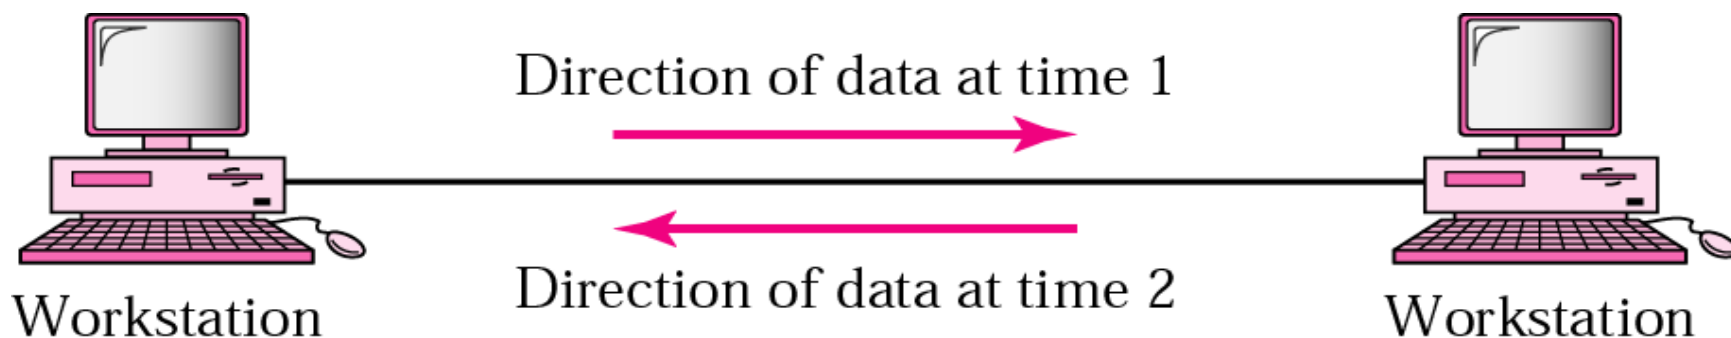 Direction of data at time 1
Direction of data at time 2
Workstation
Workstation